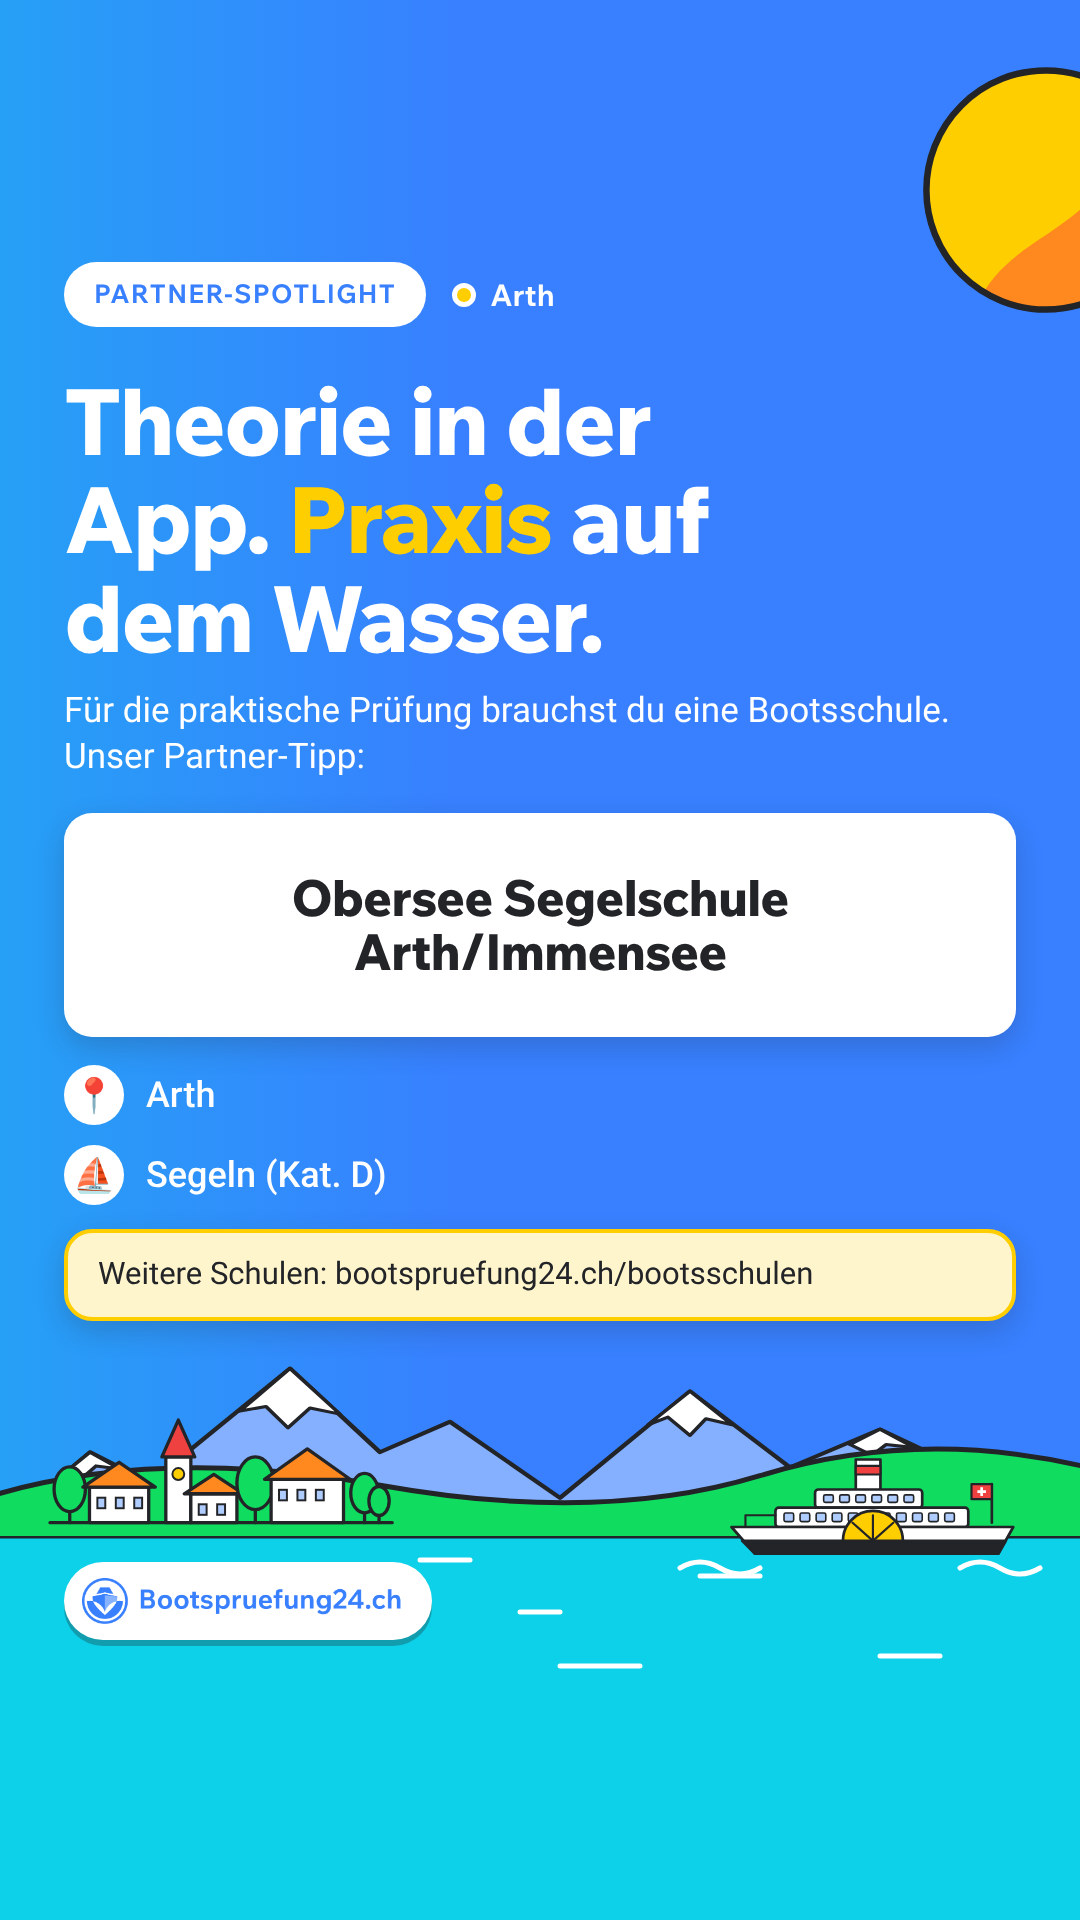 PARTNER-SPOTLIGHT
Arth
Theorie in der
App. Praxis auf
dem Wasser.
Für die praktische Prüfung brauchst du eine Bootsschule.
Unser Partner-Tipp:
Obersee Segelschule
Arth/Immensee
Arth
Segeln (Kat. D)
Weitere Schulen: bootspruefung24.ch/bootsschulen
Bootspruefung24.ch